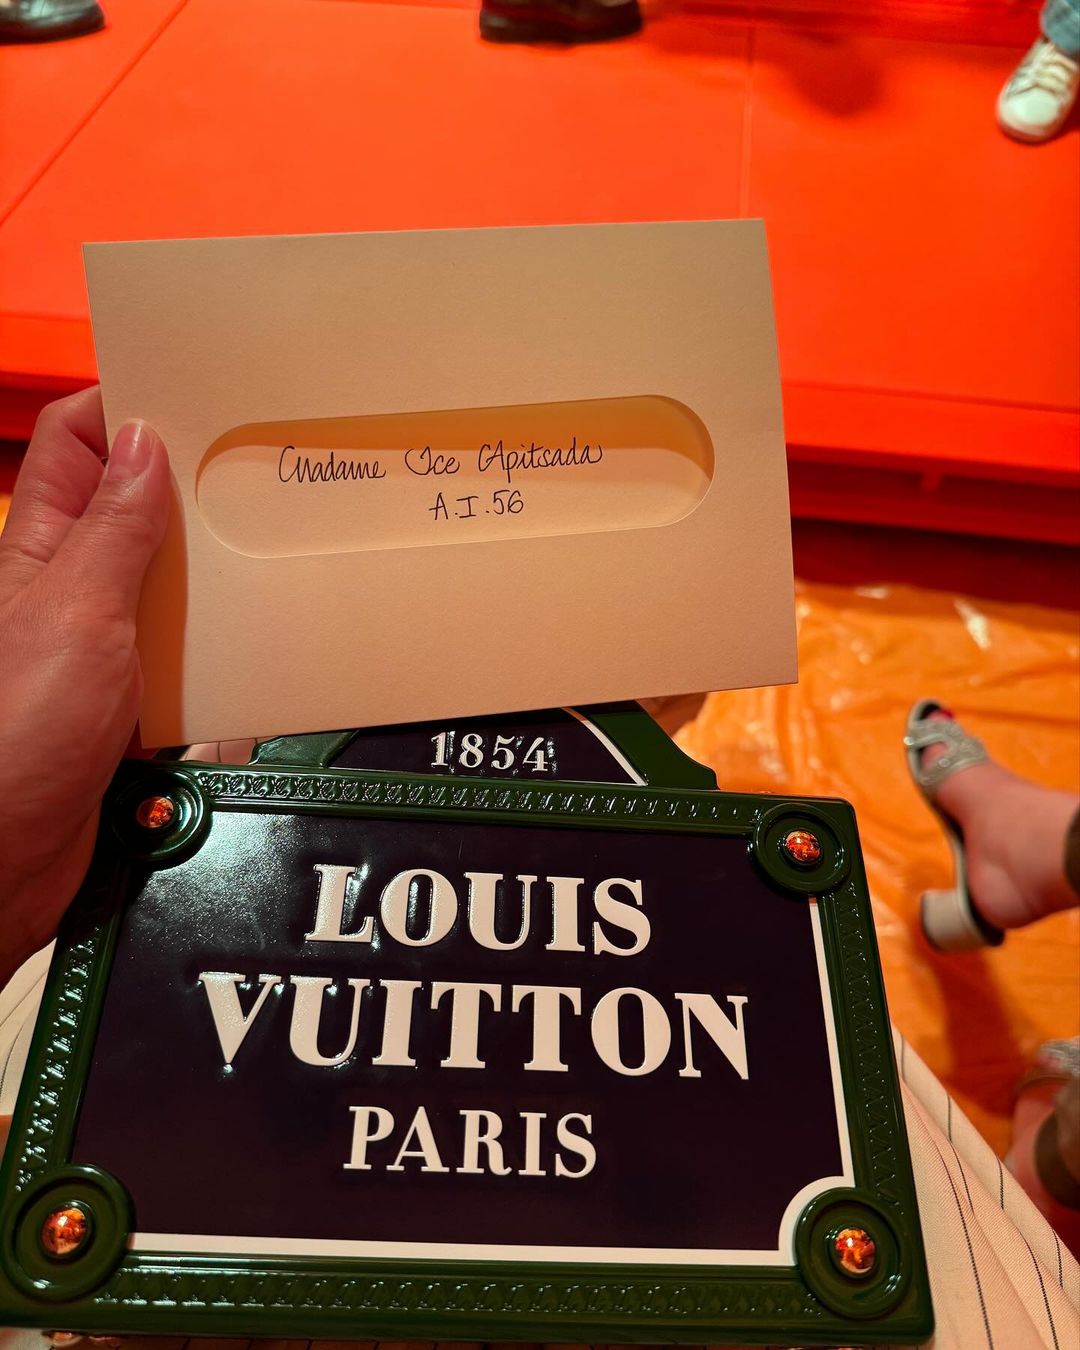 Madame Ice Apitsada
A.I.56
1854
LOUIS
VUITTON
PARIS